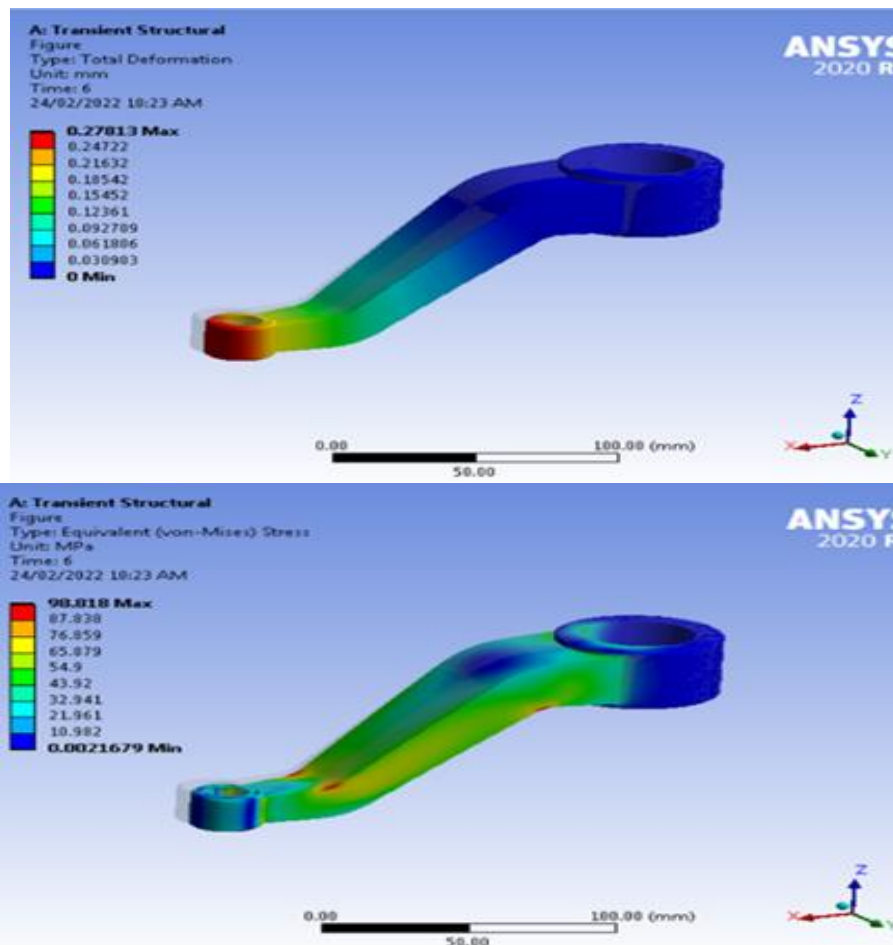 A: Transient Structural
Figure
Type: Total Deformation
Unit: mm
Time: 6
24/02/2022 10:23 AM
ANSYS
2020 R
0.27813 Max
0.24722
0.21632
0.18542
0.15452
0.12361
0.092709
0.061806
0.030903
0 Min
0.00
100.00 (mm)
50.00
Z
X
Y
A: Transient Structural
Figure
Type: Equivalent (von-Mises) Stress
Unit: MPa
Time: 6
24/02/2022 10:23 AM
ANSYS
2020 R
98.818 Max
87.838
76.859
65.879
54.9
43.92
32.941
21.961
10.982
0.0021679 Min
0.00
100.00 (mm)
50.00
Z
X
Y